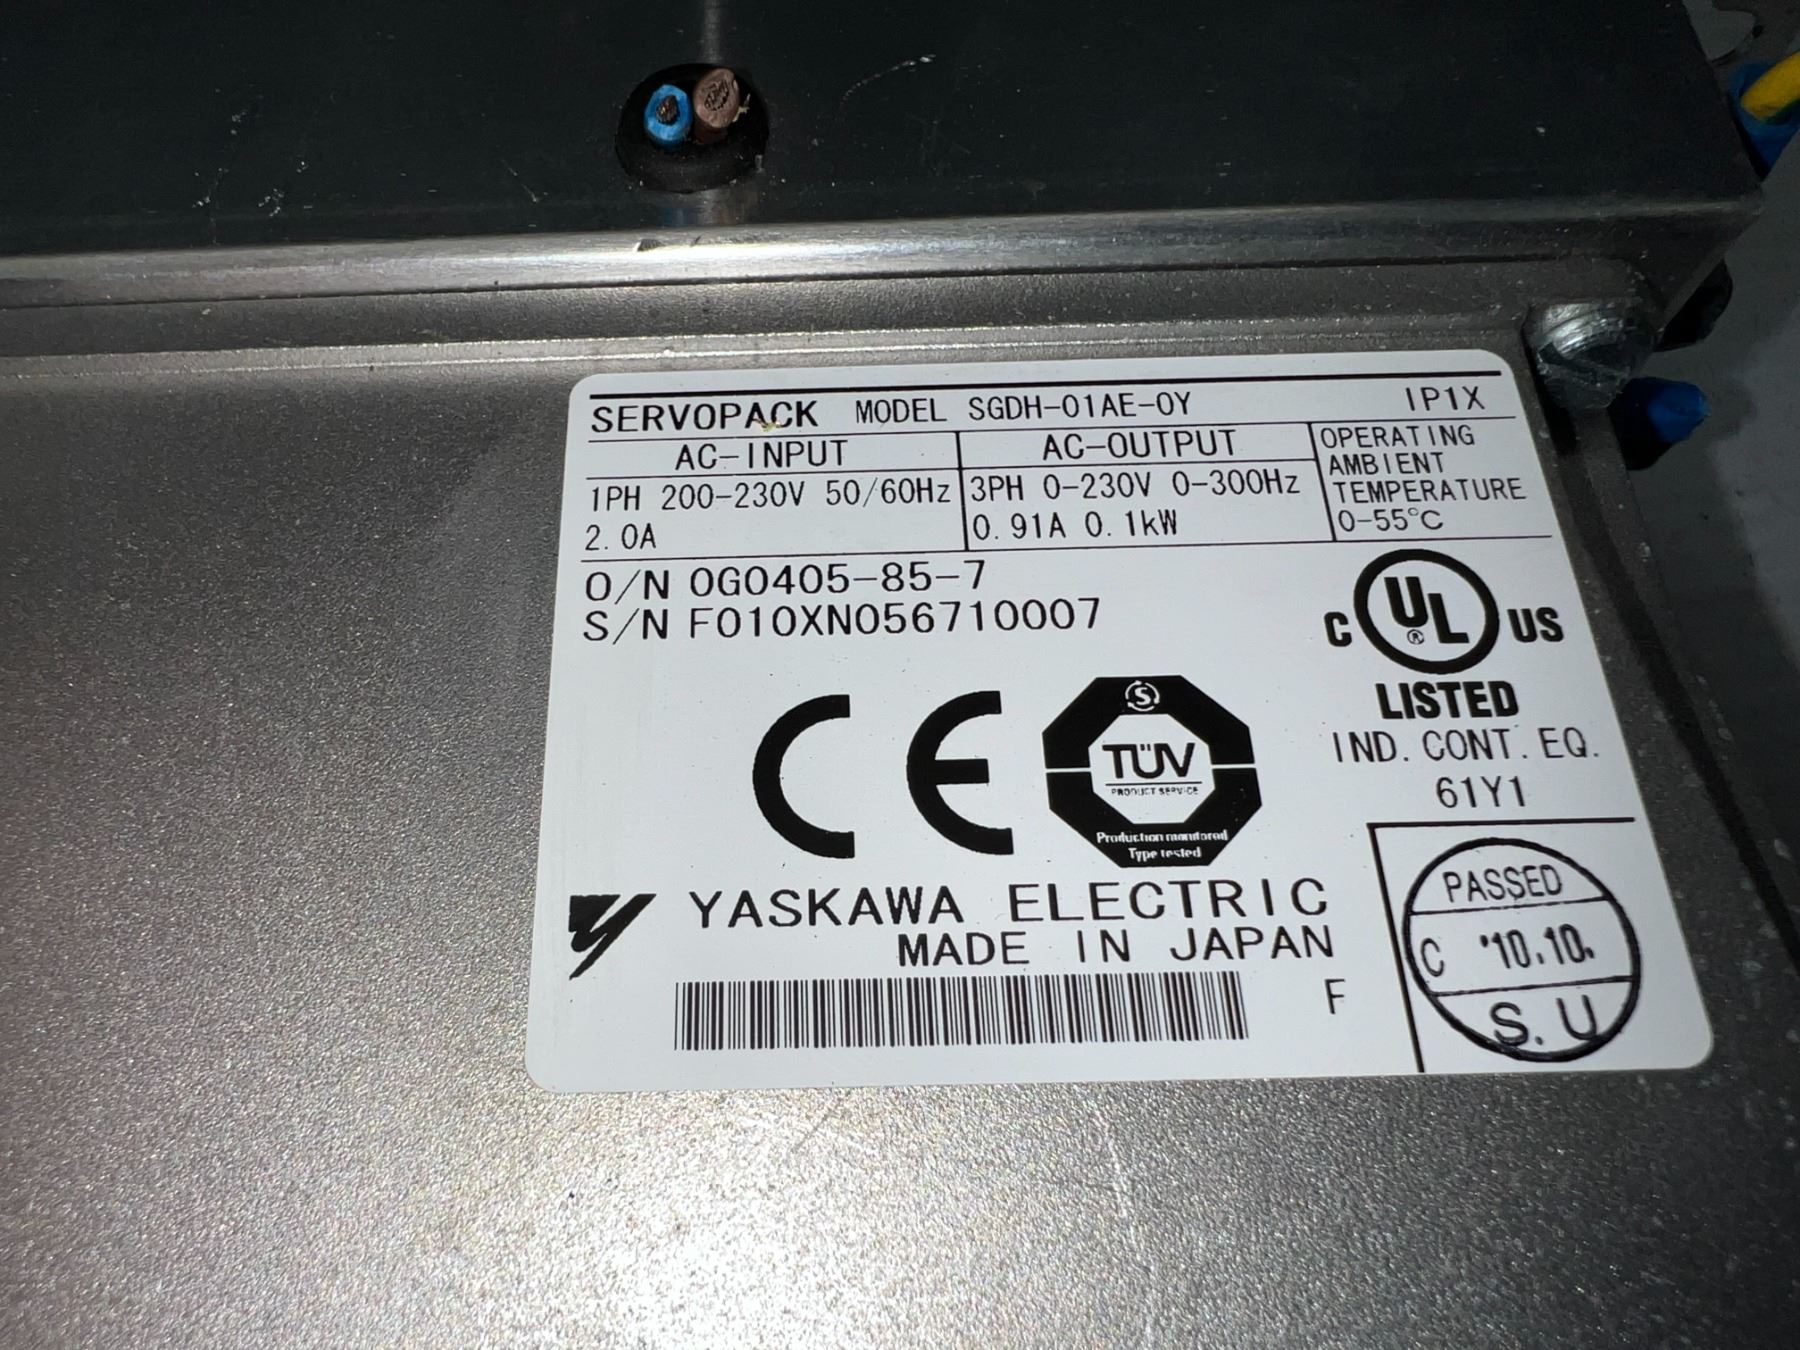 SERVOPACK MODEL SGDH-01AE-OY IP1X
AC-INPUT
1PH 200-230V 50/60Hz
2.0A
AC-OUTPUT
3PH 0-230V 0-300Hz
0.91A 0.1kW
OPERATING
AMBIENT
TEMPERATURE
0-55°C
O/N 0G0405-85-7
S/N F010XN056710007
C UL ® US
LISTED
IND. CONT. EQ.
61Y1
CE
S
TÜV
PRODUCT SERVICE
Production monitored
Type tested
YASKAWA ELECTRIC
MADE IN JAPAN
F
PASSED
C '10.10.
S.U